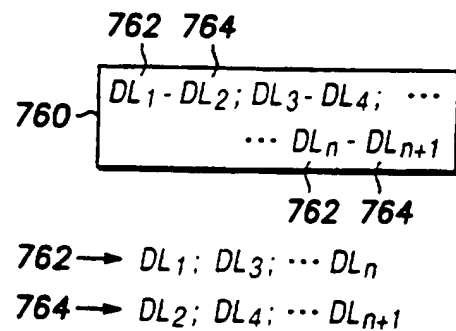 762 764
DL₁ - DL₂; DL₃ - DL₄; ...
760
... DLₙ - DLₙ₊₁
762 764
762 → DL₁; DL₃; ... DLₙ
764 → DL₂; DL₄; ... DLₙ₊₁